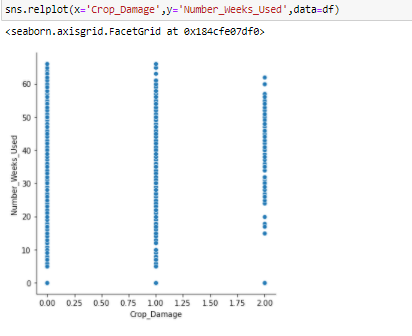 sns.relplot(x='Crop_Damage',y='Number_Weeks_Used',data=df)
<seaborn.axisgrid.FacetGrid at 0x184cfe07df0>
60
50
40
30
20
10
0
Number_Weeks_Used
0.00 0.25 0.50 0.75 1.00 1.25 1.50 1.75 2.00
Crop_Damage